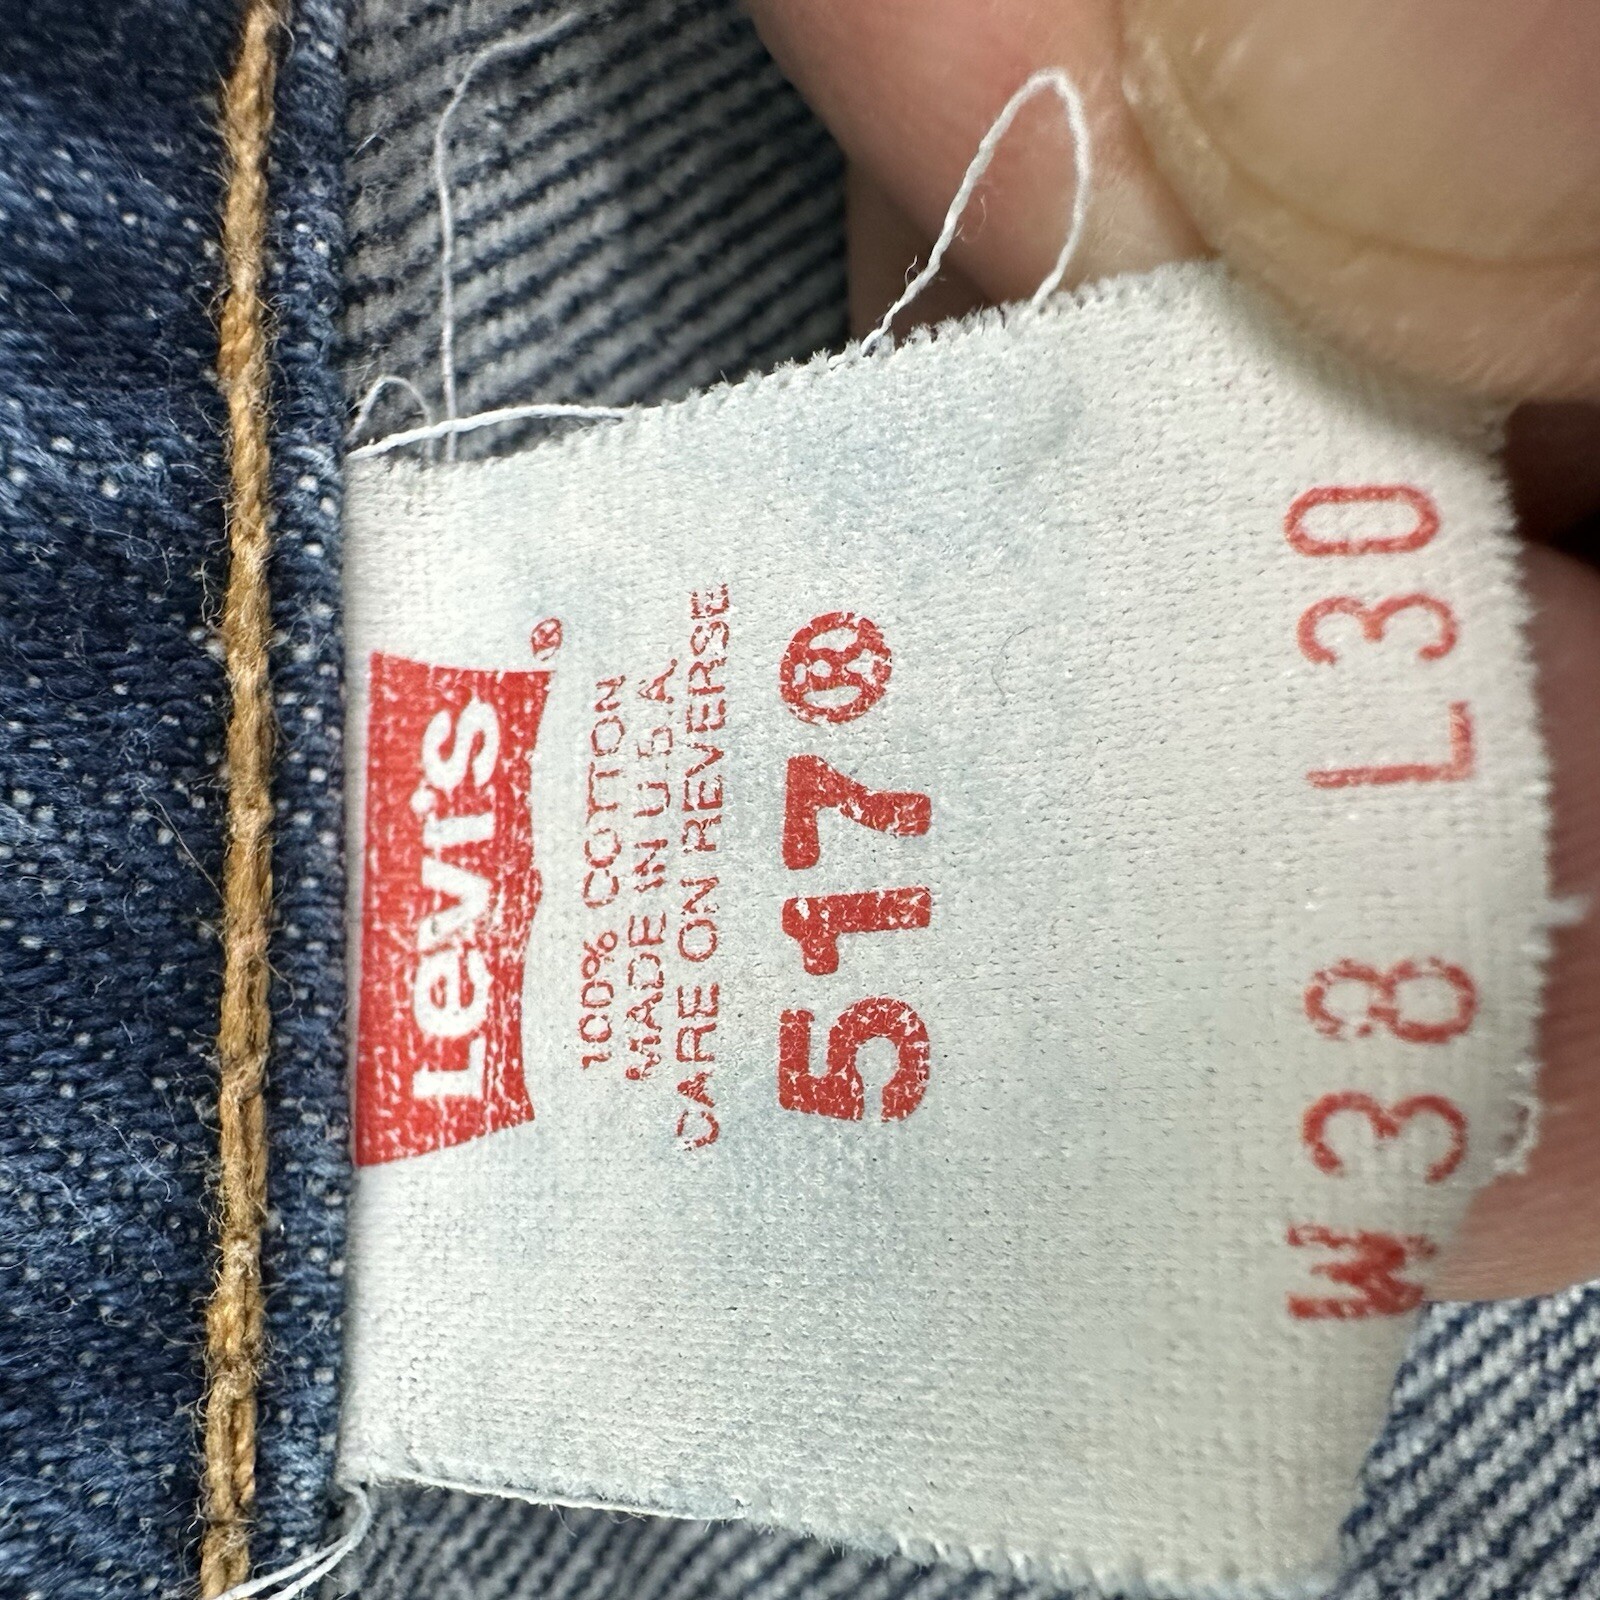 Levi's®
100% COTTON
MADE IN U.S.A.
CARE ON REVERSE
517®
W38 L30